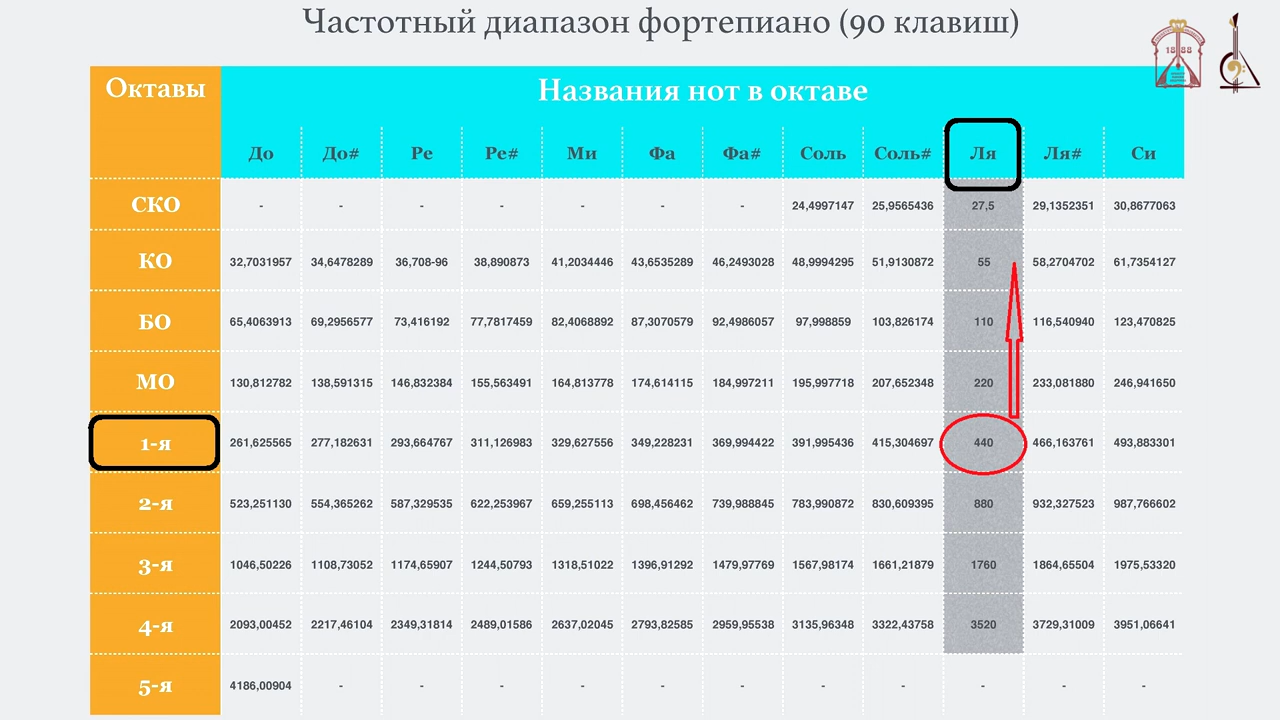 Частотный диапазон фортепиано (90 клавиш)
1888
Октавы Названия нот в октаве
До До# Ре Ре# Ми Фа Фа# Соль Соль# Ля Ля# Си
СКО - - - - - - - 24,4997147 25,9565436 27,5 29,1352351 30,8677063
КО 32,7031957 34,6478289 36,708-96 38,890873 41,2034446 43,6535289 46,2493028 48,9994295 51,9130872 55 58,2704702 61,7354127
БО 65,4063913 69,2956577 73,416192 77,7817459 82,4068892 87,3070579 92,4986057 97,998859 103,826174 110 116,540940 123,470825
МО 130,812782 138,591315 146,832384 155,563491 164,813778 174,614115 184,997211 195,997718 207,652348 220 233,081880 246,941650
1-я 261,625565 277,182631 293,664767 311,126983 329,627556 349,228231 369,994422 391,995436 415,304697 440 466,163761 493,883301
2-я 523,251130 554,365262 587,329535 622,253967 659,255113 698,456462 739,988845 783,990872 830,609395 880 932,327523 987,766602
3-я 1046,50226 1108,73052 1174,65907 1244,50793 1318,51022 1396,91292 1479,97769 1567,98174 1661,21879 1760 1864,65504 1975,53320
4-я 2093,00452 2217,46104 2349,31814 2489,01586 2637,02045 2793,82585 2959,95538 3135,96348 3322,43758 3520 3729,31009 3951,06641
5-я 4186,00904 - - - - - - - - - - -